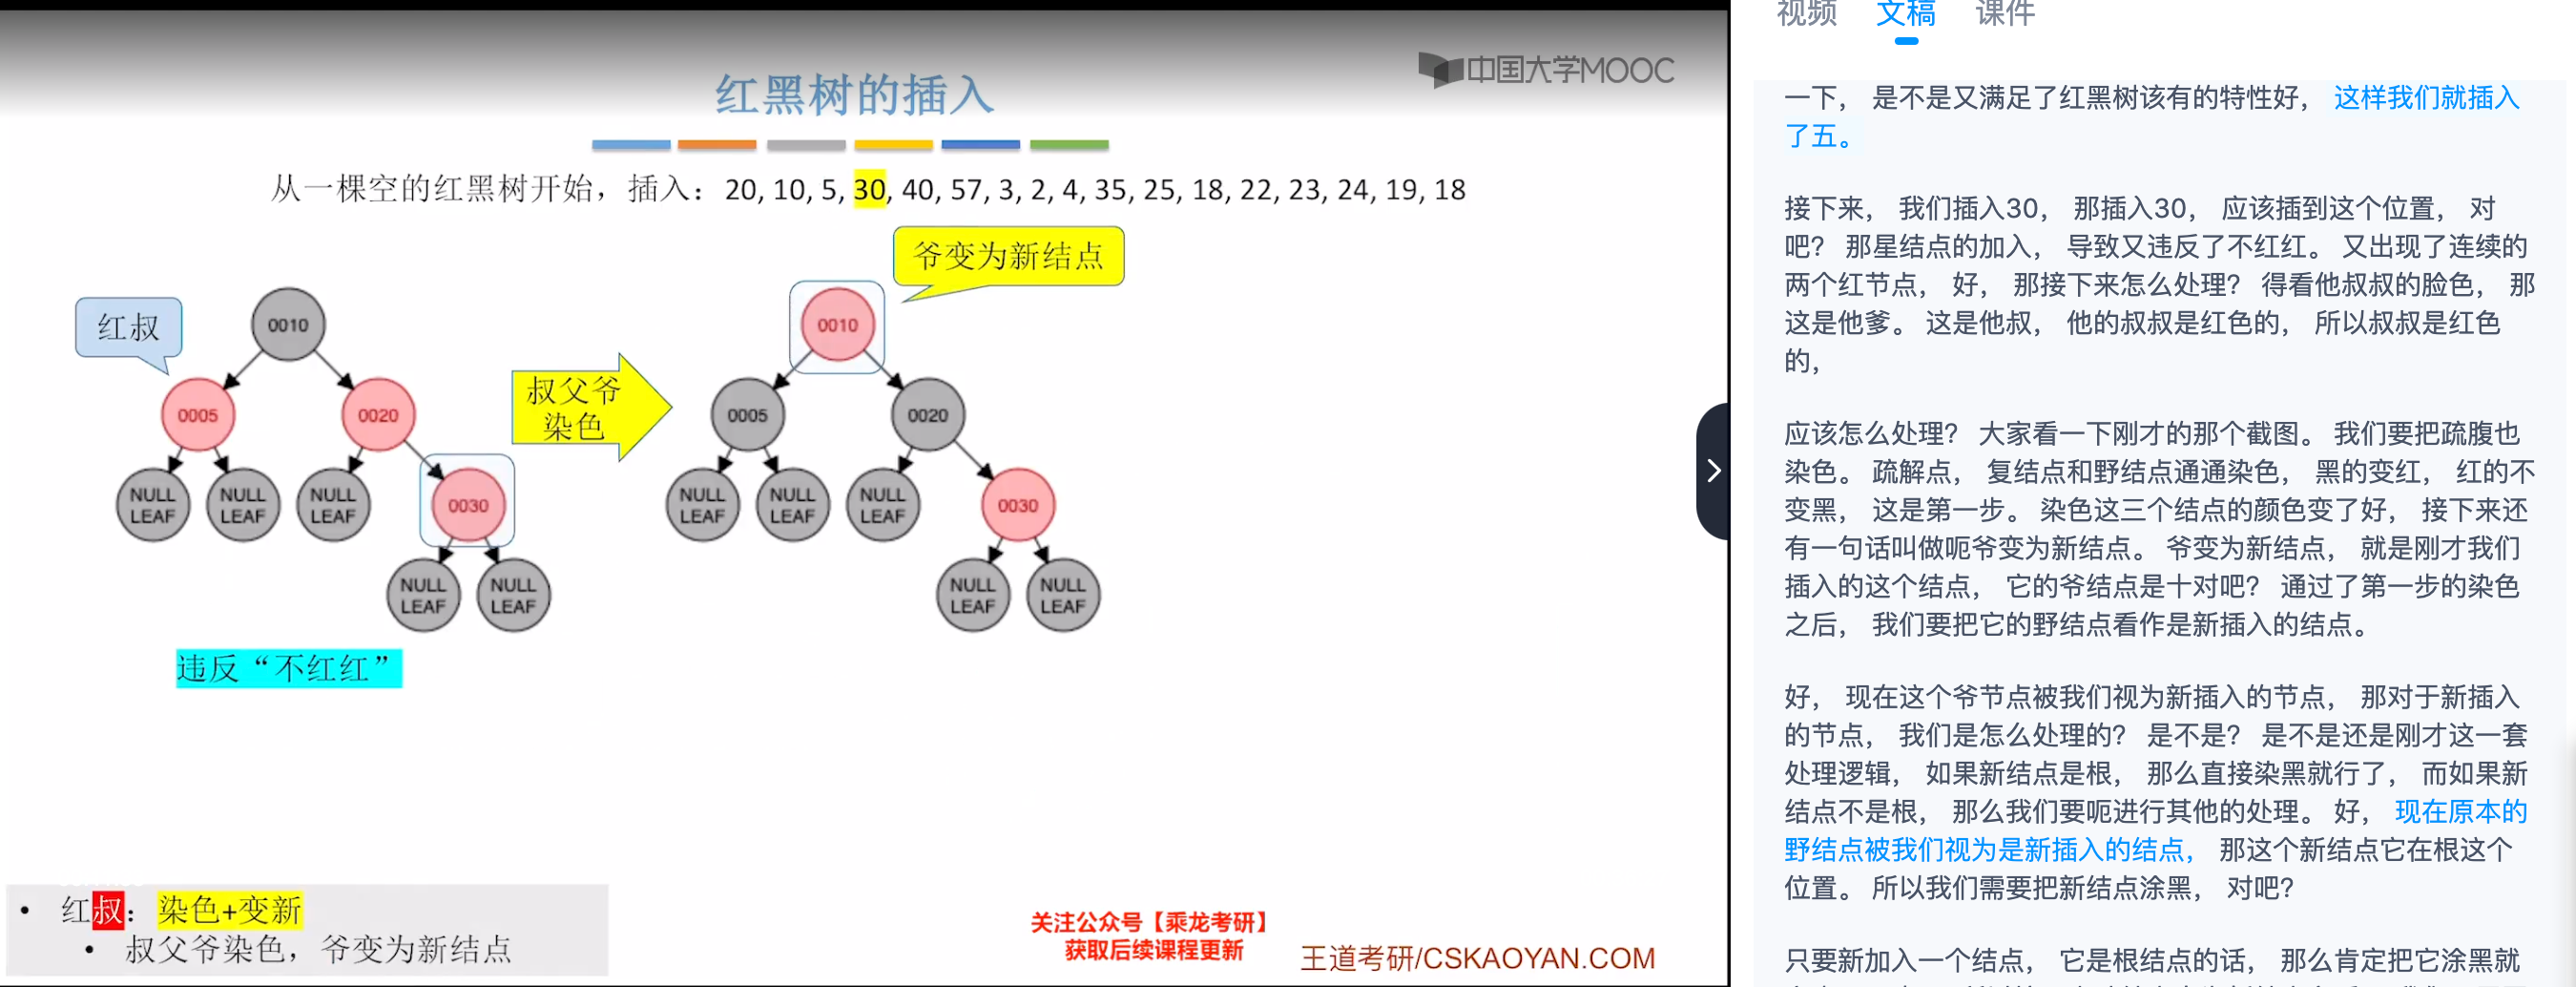 中国大学MOOC
红黑树的插入
从一棵空的红黑树开始，插入：20, 10, 5, 30, 40, 57, 3, 2, 4, 35, 25, 18, 22, 23, 24, 19, 18
爷变为新结点
红叔
0010
0005
0020
NULL LEAF
NULL LEAF
NULL LEAF
0030
NULL LEAF
NULL LEAF
违反“不红红”
叔父爷
染色
0010
0005
0020
NULL LEAF
NULL LEAF
NULL LEAF
0030
NULL LEAF
NULL LEAF
• 红叔：染色+变新
• 叔父爷染色，爷变为新结点
关注公众号【乘龙考研】
获取后续课程更新
王道考研/CSKAOYAN.COM
视频 文稿 课件
一下， 是不是又满足了红黑树该有的特性好， 这样我们就插入
了五。
接下来， 我们插入30， 那插入30， 应该插到这个位置， 对
吧？ 那星结点的加入， 导致又违反了不红红。 又出现了连续的
两个红节点， 好， 那接下来怎么处理？ 得看他叔叔的脸色， 那
这是他爹。 这是他叔， 他的叔叔是红色的， 所以叔叔是红色
的，
应该怎么处理？ 大家看一下刚才的那个截图。 我们要把疏腹也
染色。 疏解点， 复结点和野结点通通染色， 黑的变红， 红的不
变黑， 这是第一步。 染色这三个结点的颜色变了好， 接下来还
有一句话叫做呃爷变为新结点。 爷变为新结点， 就是刚才我们
插入的这个结点， 它的爷结点是十对吧？ 通过了第一步的染色
之后， 我们要把它的野结点看作是新插入的结点。
好， 现在这个爷节点被我们视为新插入的节点， 那对于新插入
的节点， 我们是怎么处理的？ 是不是？ 是不是还是刚才这一套
处理逻辑， 如果新结点是根， 那么直接染黑就行了， 而如果新
结点不是根， 那么我们要呃进行其他的处理。 好， 现在原本的
野结点被我们视为是新插入的结点， 那这个新结点它在根这个
位置。 所以我们需要把新结点涂黑， 对吧？
只要新加入一个结点， 它是根结点的话， 那么肯定把它涂黑就